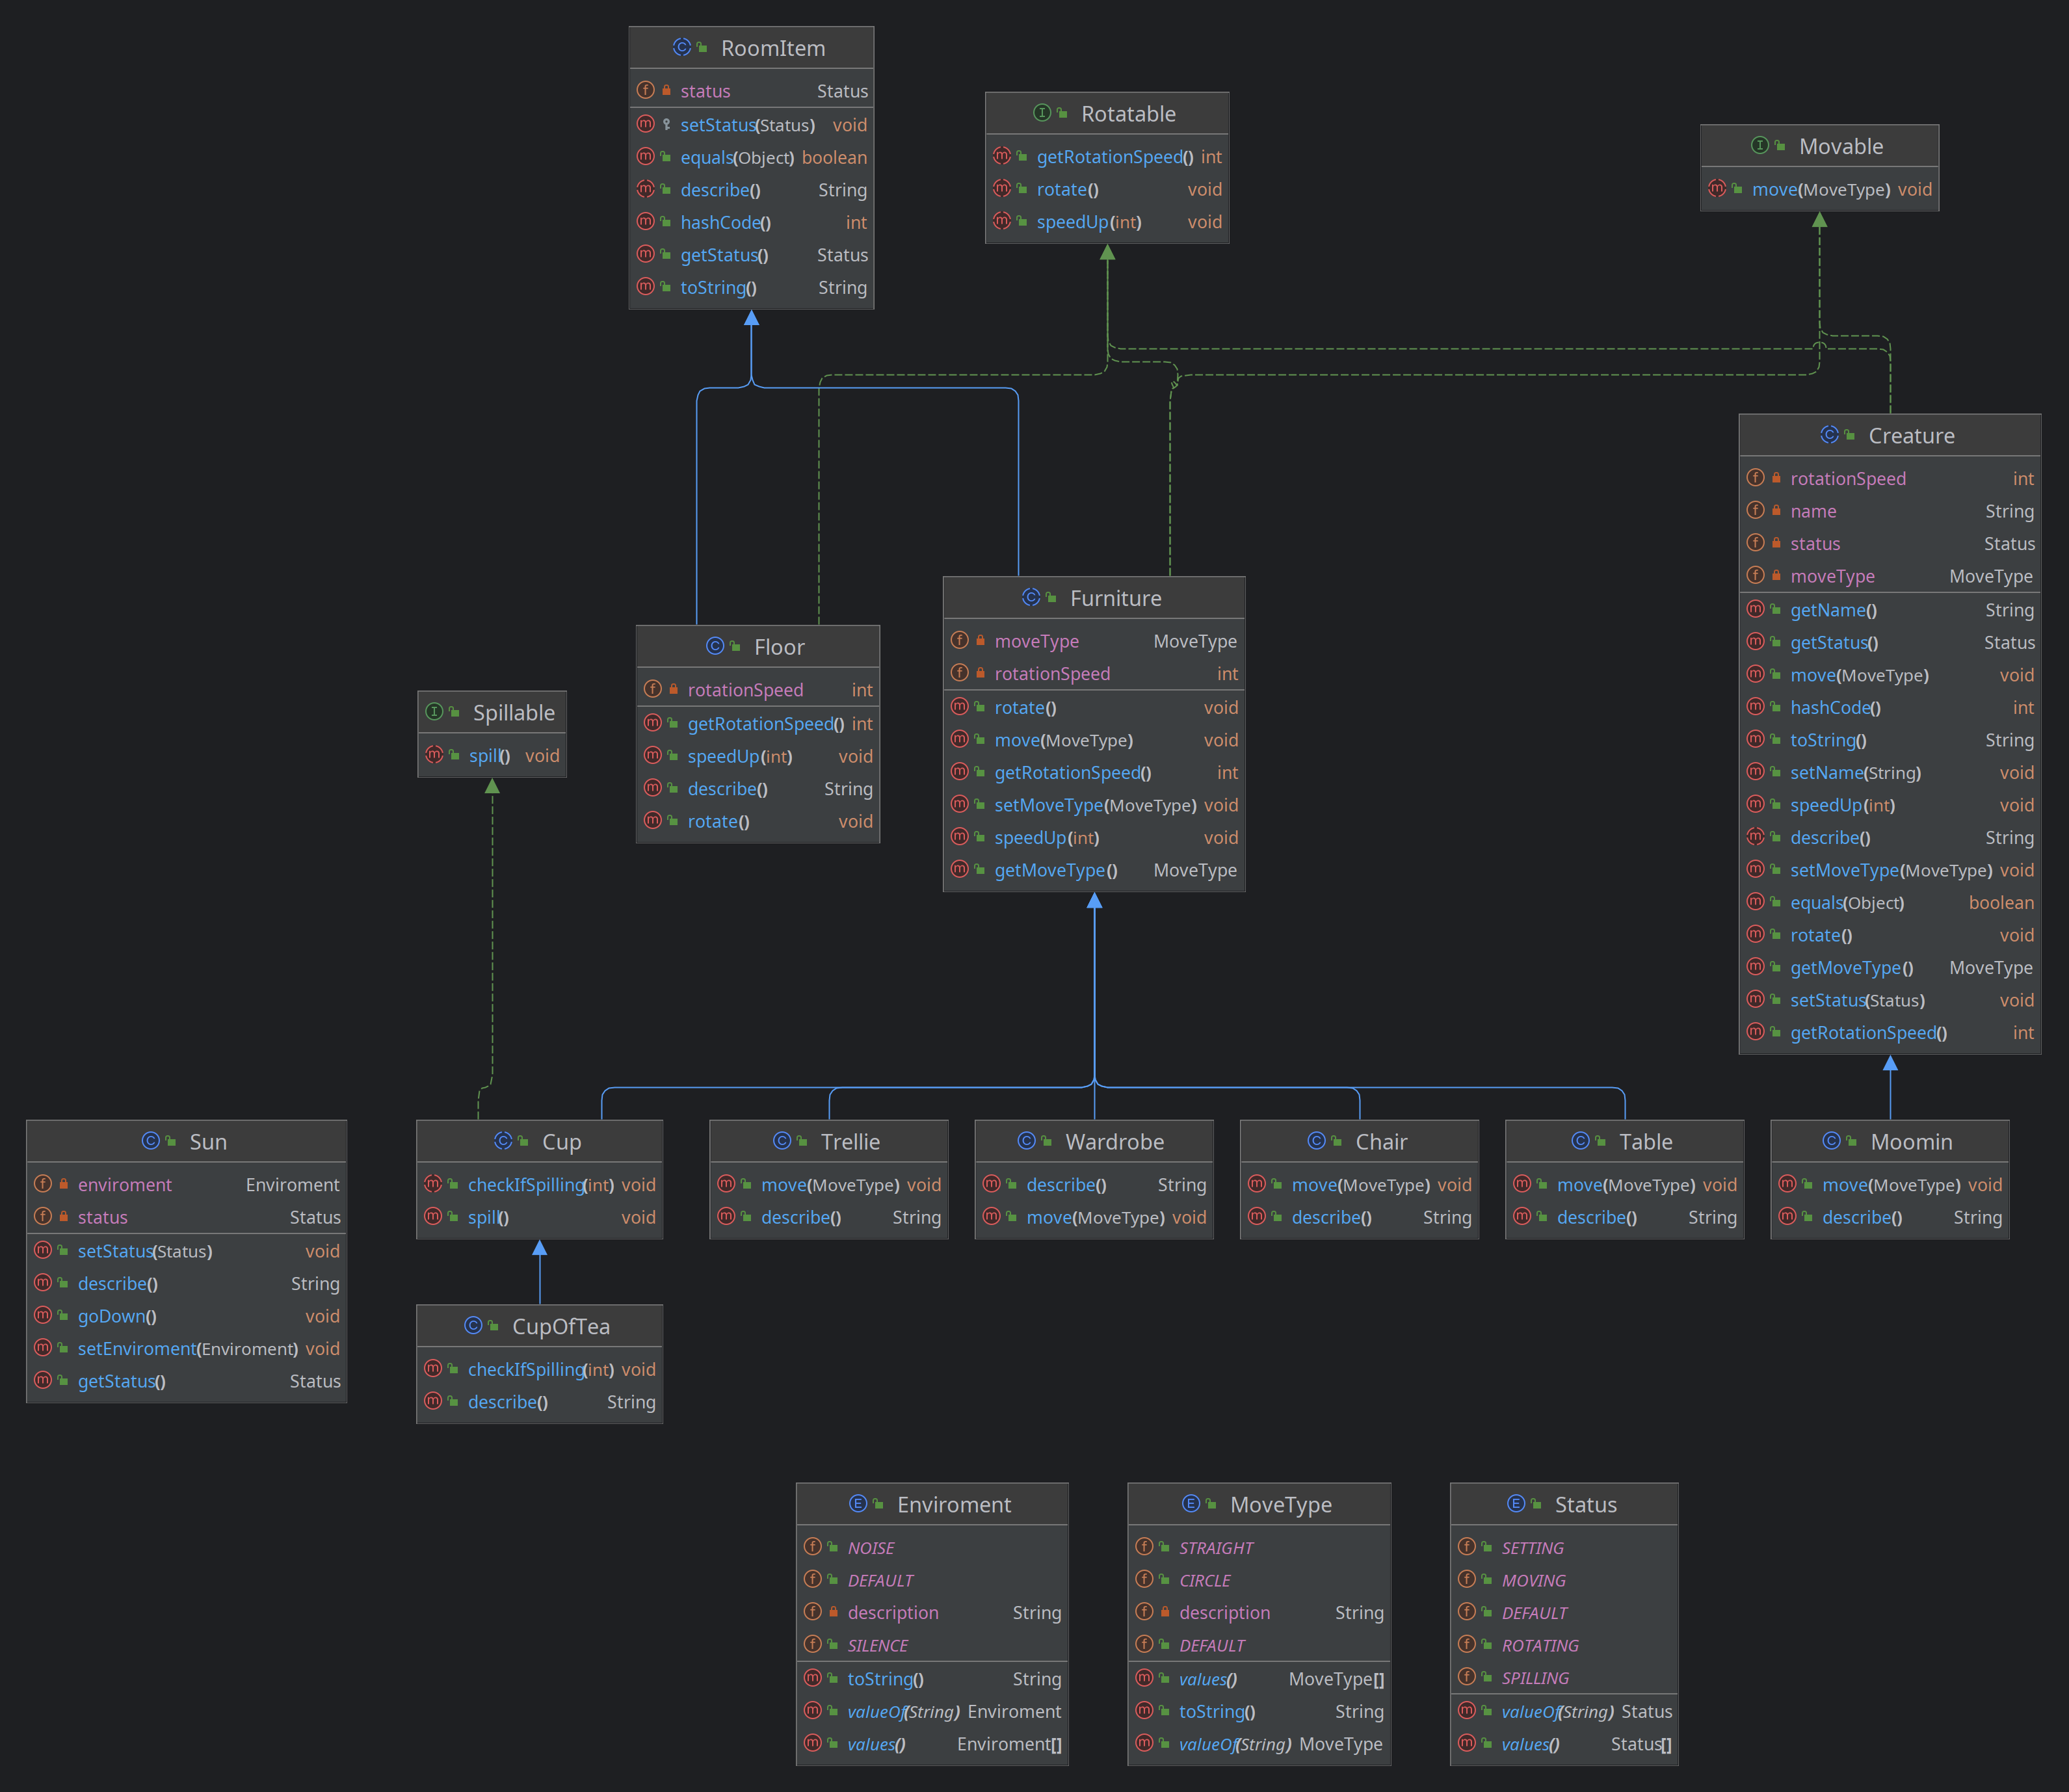 RoomItem
status Status
setStatus(Status) void
equals(Object) boolean
describe() String
hashCode() int
getStatus() Status
toString() String
Rotatable
getRotationSpeed() int
rotate() void
speedUp(int) void
Movable
move(MoveType) void
Creature
rotationSpeed int
name String
status Status
moveType MoveType
getName() String
getStatus() Status
move(MoveType) void
hashCode() int
toString() String
setName(String) void
speedUp(int) void
describe() String
setMoveType(MoveType) void
equals(Object) boolean
rotate() void
getMoveType() MoveType
setStatus(Status) void
getRotationSpeed() int
Furniture
moveType MoveType
rotationSpeed int
rotate() void
move(MoveType) void
getRotationSpeed() int
setMoveType(MoveType) void
speedUp(int) void
getMoveType() MoveType
Floor
rotationSpeed int
getRotationSpeed() int
speedUp(int) void
describe() String
rotate() void
Spillable
spill() void
Sun
enviroment Enviroment
status Status
setStatus(Status) void
describe() String
goDown() void
setEnviroment(Enviroment) void
getStatus() Status
Cup
checkIfSpilling(int) void
spill() void
Trellie
move(MoveType) void
describe() String
Wardrobe
describe() String
move(MoveType) void
Chair
move(MoveType) void
describe() String
Table
move(MoveType) void
describe() String
Moomin
move(MoveType) void
describe() String
CupOfTea
checkIfSpilling(int) void
describe() String
Enviroment
NOISE
DEFAULT
description String
SILENCE
toString() String
valueOf(String) Enviroment
values() Enviroment[]
MoveType
STRAIGHT
CIRCLE
description String
DEFAULT
values() MoveType[]
toString() String
valueOf(String) MoveType
Status
SETTING
MOVING
DEFAULT
ROTATING
SPILLING
valueOf(String) Status
values() Status[]